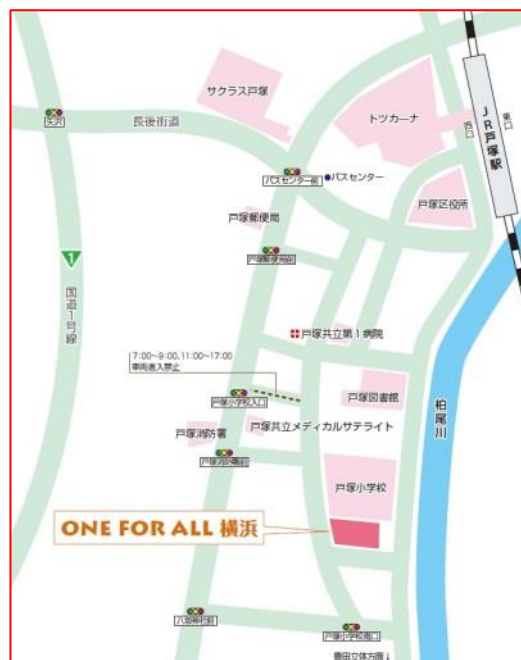 サクラス戸塚
トツカーナ
JR戸塚駅
西口
東口
矢沢
長後街道
バスセンター前
バスセンター
戸塚区役所
戸塚郵便局
戸塚郵便局前
1
国道1号線
戸塚共立第1病院
7:00～9:00、11:00～17:00
車両進入禁止
戸塚小学校入口
戸塚図書館
柏尾川
戸塚消防署
戸塚共立メディカルサテライト
戸塚消防署前
戸塚小学校
ONE FOR ALL 横浜
八坂神社前
戸塚小学校南口
豊田立体方面↓